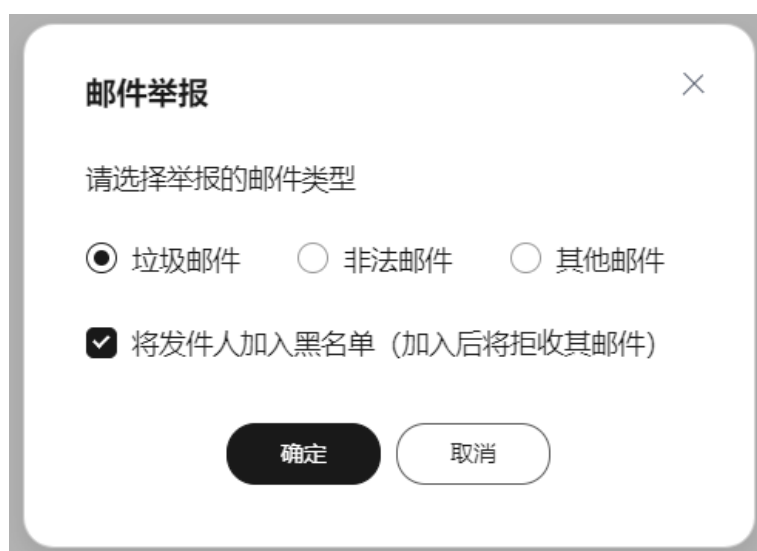 邮件举报
请选择举报的邮件类型
垃圾邮件 非法邮件 其他邮件
将发件人加入黑名单（加入后将拒收其邮件）
确定 取消